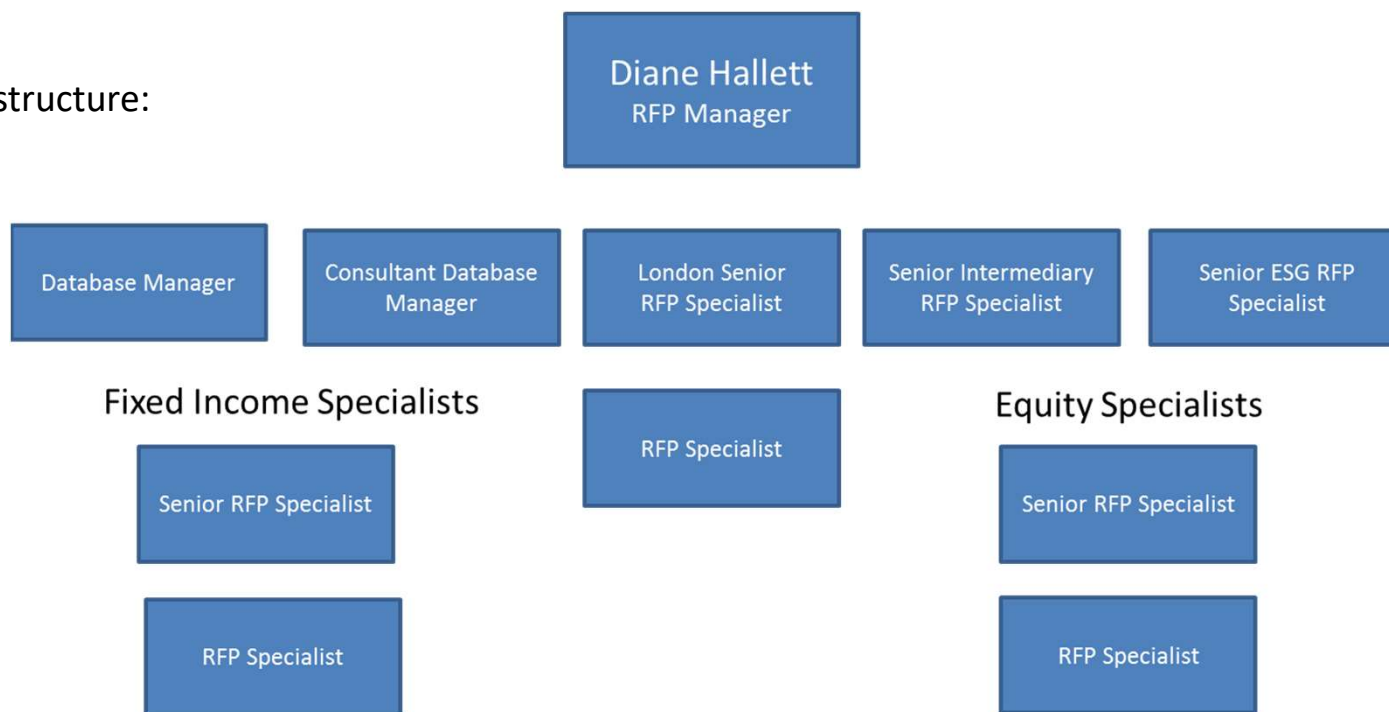 structure:
Diane Hallett
RFP Manager
Database Manager
Consultant Database
Manager
London Senior
RFP Specialist
Senior Intermediary
RFP Specialist
Senior ESG RFP
Specialist
Fixed Income Specialists
Senior RFP Specialist
RFP Specialist
RFP Specialist
Equity Specialists
Senior RFP Specialist
RFP Specialist